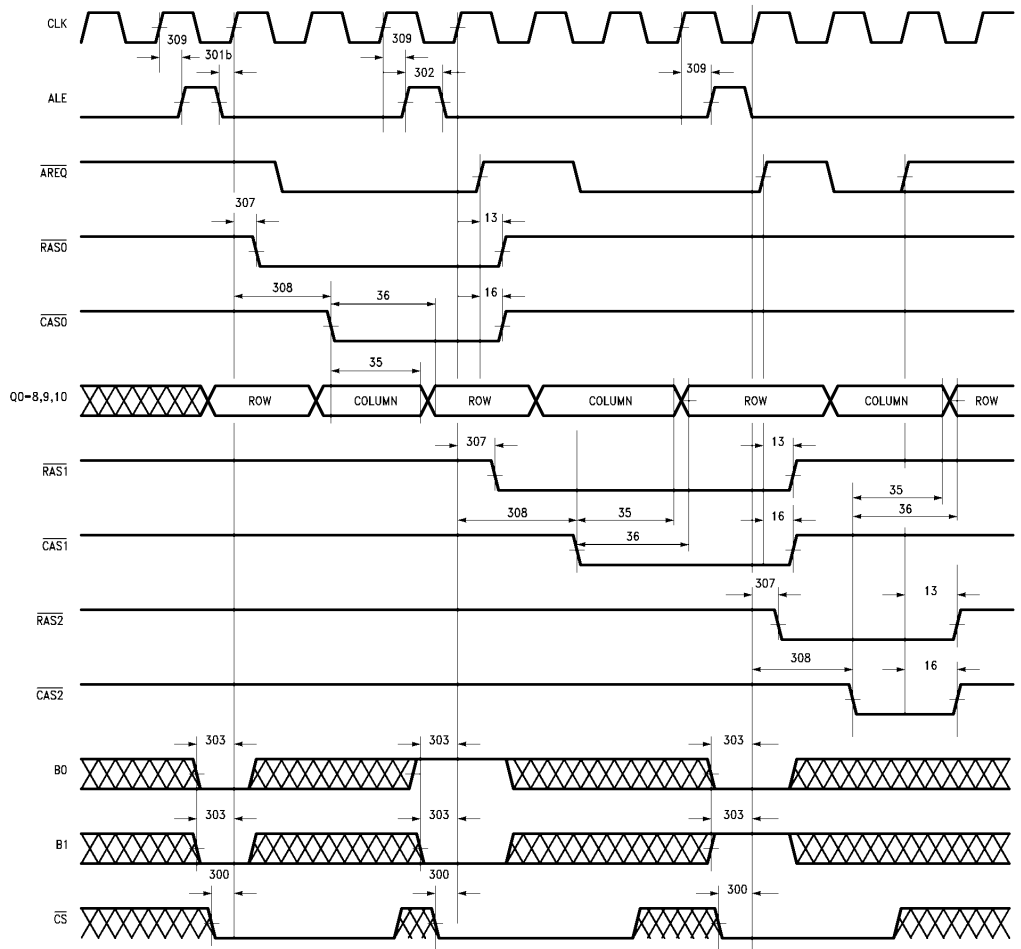 CLK
309
301b
309
302
309
ALE
AREQ
307
13
RAS0
308
36
16
CAS0
35
Q0-8,9,10
ROW
COLUMN
ROW
COLUMN
ROW
COLUMN
ROW
307
13
RAS1
35
308
35
16
36
36
CAS1
307
13
RAS2
308
16
CAS2
303
303
303
B0
303
303
303
B1
300
300
300
CS